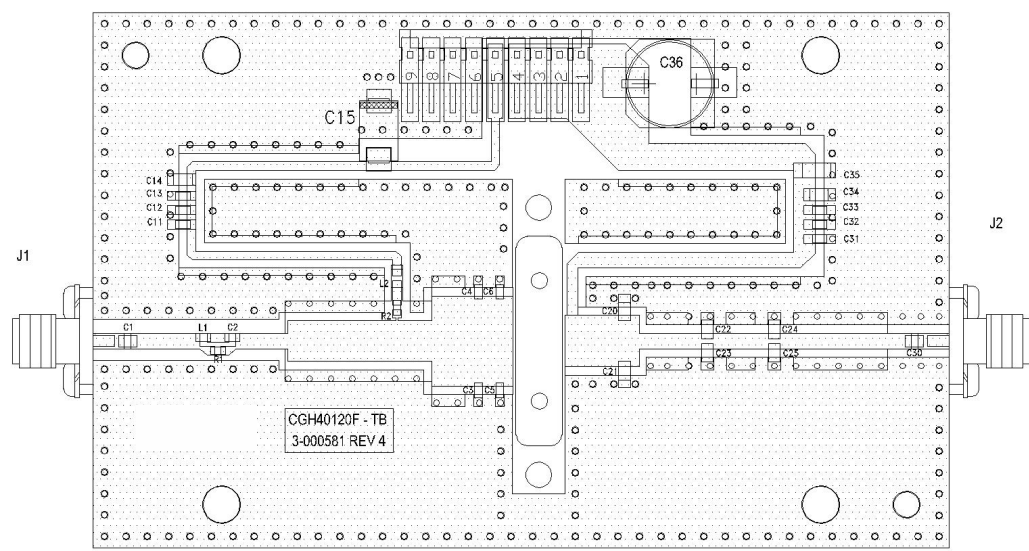 9 8 7 6 5 4 3 2 1
C36
C15
C14
C13
C12
C11
C35
C34
C33
C32
C31
J1
J2
L2
R2
C4 C6
C20
C1
L1 C2
R1
C22 C24
C23 C25
C30
C21
C3 C5
CGH40120F - TB
3-000581 REV 4